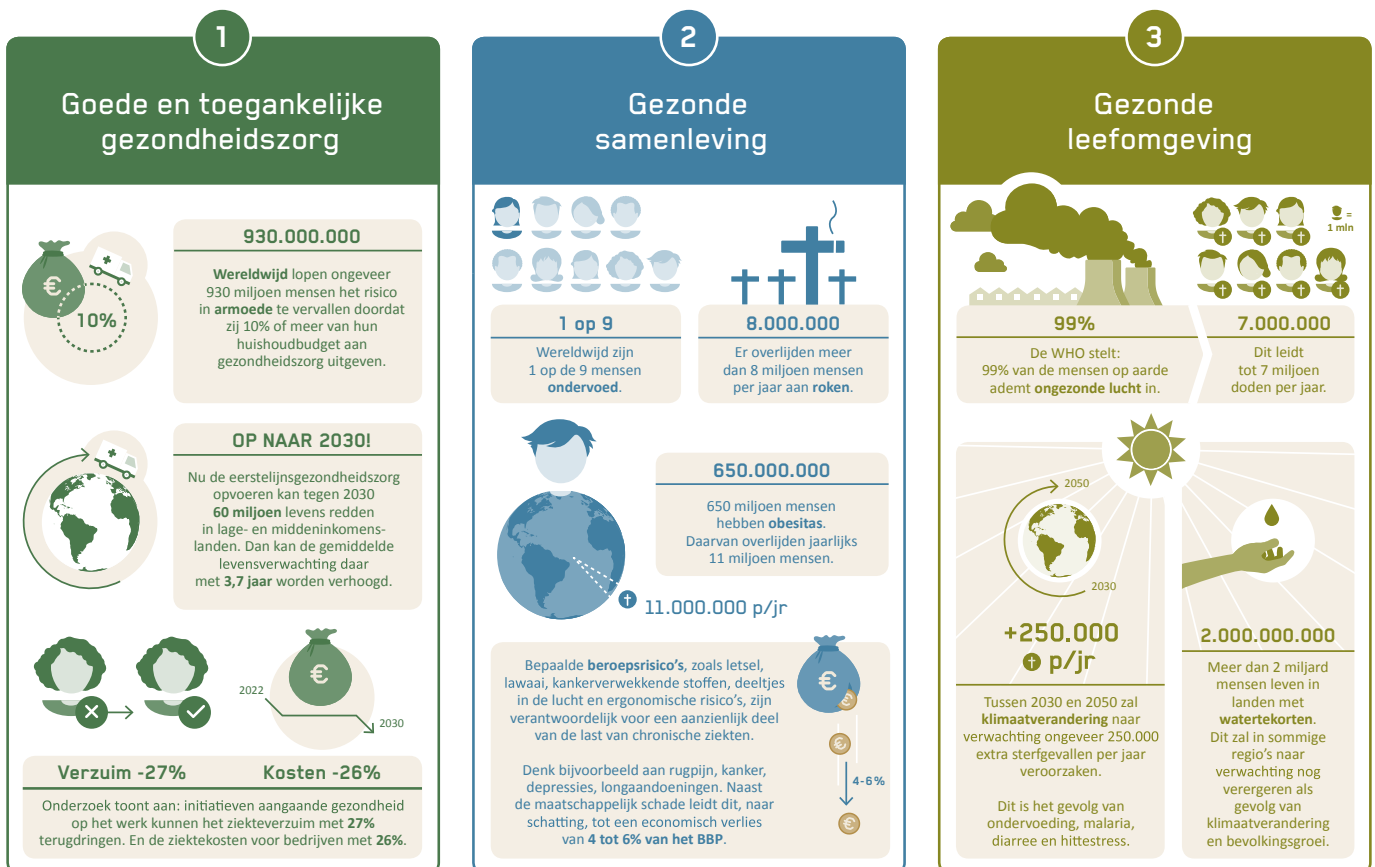 1
Goede en toegankelijke
gezondheidszorg
€
10%
930.000.000
Wereldwijd lopen ongeveer
930 miljoen mensen het risico
in armoede te vervallen doordat
zij 10% of meer van hun
huishoudbudget aan
gezondheidszorg uitgeven.
OP NAAR 2030!
Nu de eerstelijnsgezondheidszorg
opvoeren kan tegen 2030
60 miljoen levens redden
in lage- en middeninkomens-
landen. Dan kan de gemiddelde
levensverwachting daar
met 3,7 jaar worden verhoogd.
2022
€
2030
Verzuim -27%
Kosten -26%
Onderzoek toont aan: initiatieven aangaande gezondheid
op het werk kunnen het ziekteverzuim met 27%
terugdringen. En de ziektekosten voor bedrijven met 26%.
2
Gezonde
samenleving
1 op 9
Wereldwijd zijn
1 op de 9 mensen
ondervoed.
8.000.000
Er overlijden meer
dan 8 miljoen mensen
per jaar aan roken.
650.000.000
650 miljoen mensen
hebben obesitas.
Daarvan overlijden jaarlijks
11 miljoen mensen.
11.000.000 p/jr
Bepaalde beroepsrisico's, zoals letsel,
lawaai, kankerverwekkende stoffen, deeltjes
in de lucht en ergonomische risico's, zijn
verantwoordelijk voor een aanzienlijk deel
van de last van chronische ziekten.
Denk bijvoorbeeld aan rugpijn, kanker,
depressies, longaandoeningen. Naast
de maatschappelijk schade leidt dit, naar
schatting, tot een economisch verlies
van 4 tot 6% van het BBP.
€
€
€
4-6%
€
3
Gezonde
leefomgeving
=
1 mln
99%
De WHO stelt:
99% van de mensen op aarde
ademt ongezonde lucht in.
7.000.000
Dit leidt
tot 7 miljoen
doden per jaar.
2050
2030
+250.000
p/jr
Tussen 2030 en 2050 zal
klimaatverandering naar
verwachting ongeveer 250.000
extra sterfgevallen per jaar
veroorzaken.
Dit is het gevolg van
ondervoeding, malaria,
diarree en hittestress.
2.000.000.000
Meer dan 2 miljard
mensen leven in
landen met
watertekorten.
Dit zal in sommige
regio's naar
verwachting nog
verergeren als
gevolg van
klimaatverandering
en bevolkingsgroei.